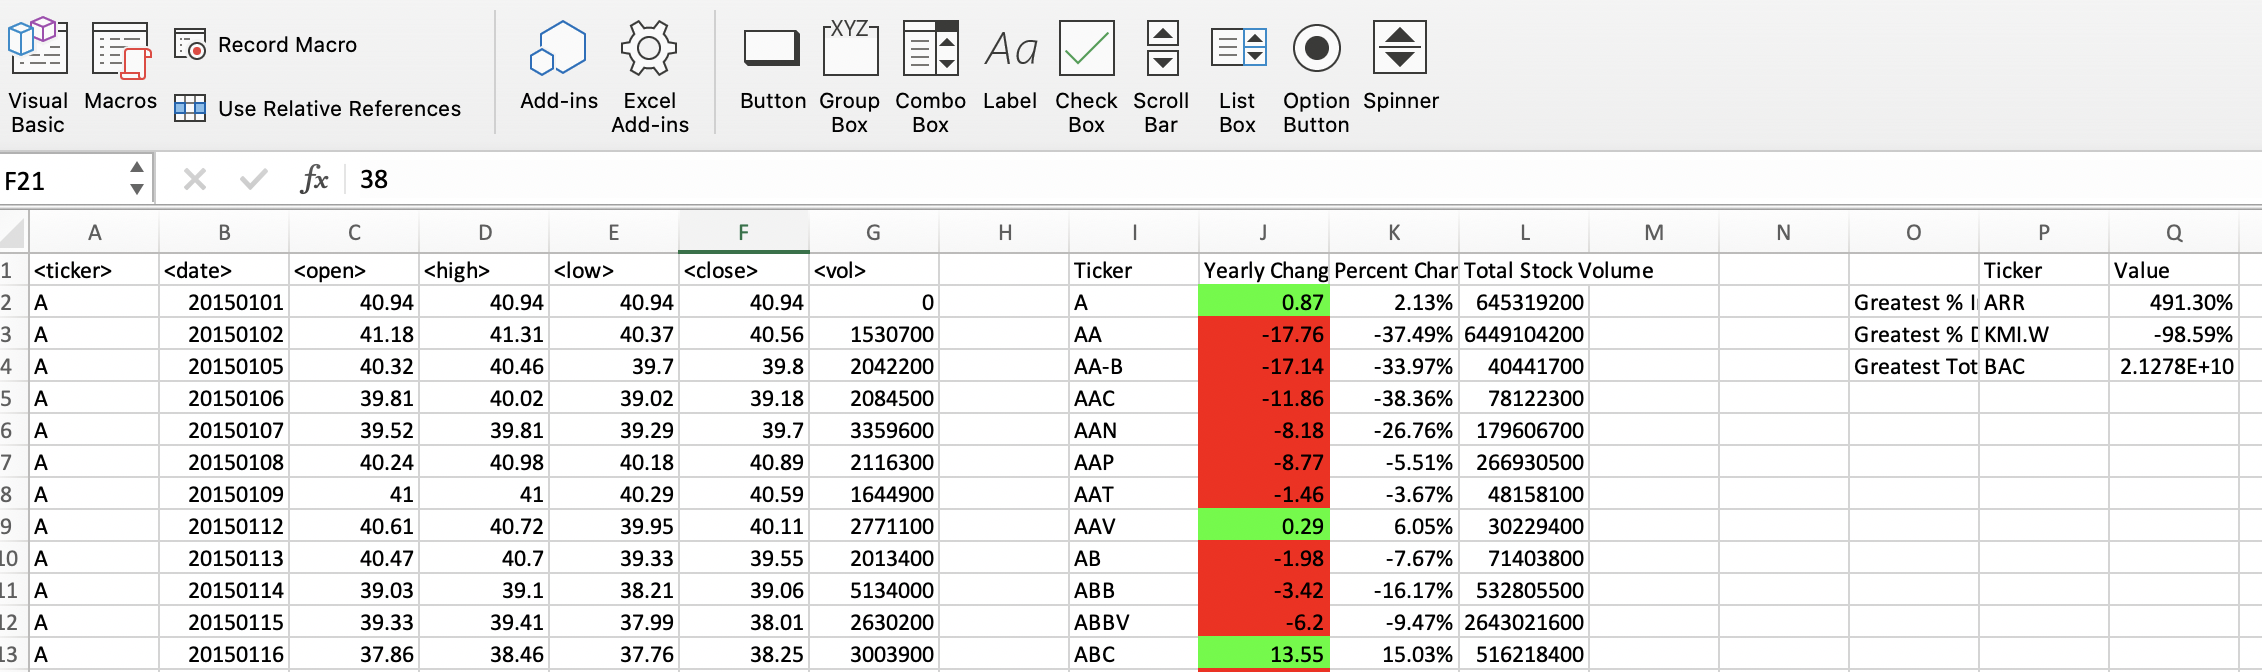 Visual Basic
Macros
Record Macro
Use Relative References
Add-ins
Excel Add-ins
Button
XYZ
Group Box
Combo Box
Aa
Label
Check Box
Scroll Bar
List Box
Option Button
Spinner
F21 fx 38
A B C D E F G H I J K L M N O P Q
1 <ticker> <date> <open> <high> <low> <close> <vol> Ticker Yearly Chang Percent Char Total Stock Volume Ticker Value
2 A 20150101 40.94 40.94 40.94 40.94 0 A 0.87 2.13% 645319200 Greatest % I ARR 491.30%
3 A 20150102 41.18 41.31 40.37 40.56 1530700 AA -17.76 -37.49% 6449104200 Greatest % D KMI.W -98.59%
4 A 20150105 40.32 40.46 39.7 39.8 2042200 AA-B -17.14 -33.97% 40441700 Greatest Tot BAC 2.1278E+10
5 A 20150106 39.81 40.02 39.02 39.18 2084500 AAC -11.86 -38.36% 78122300
6 A 20150107 39.52 39.81 39.29 39.7 3359600 AAN -8.18 -26.76% 179606700
7 A 20150108 40.24 40.98 40.18 40.89 2116300 AAP -8.77 -5.51% 266930500
8 A 20150109 41 41 40.29 40.59 1644900 AAT -1.46 -3.67% 48158100
9 A 20150112 40.61 40.72 39.95 40.11 2771100 AAV 0.29 6.05% 30229400
10 A 20150113 40.47 40.7 39.33 39.55 2013400 AB -1.98 -7.67% 71403800
11 A 20150114 39.03 39.1 38.21 39.06 5134000 ABB -3.42 -16.17% 532805500
12 A 20150115 39.33 39.41 37.99 38.01 2630200 ABBV -6.2 -9.47% 2643021600
13 A 20150116 37.86 38.46 37.76 38.25 3003900 ABC 13.55 15.03% 516218400